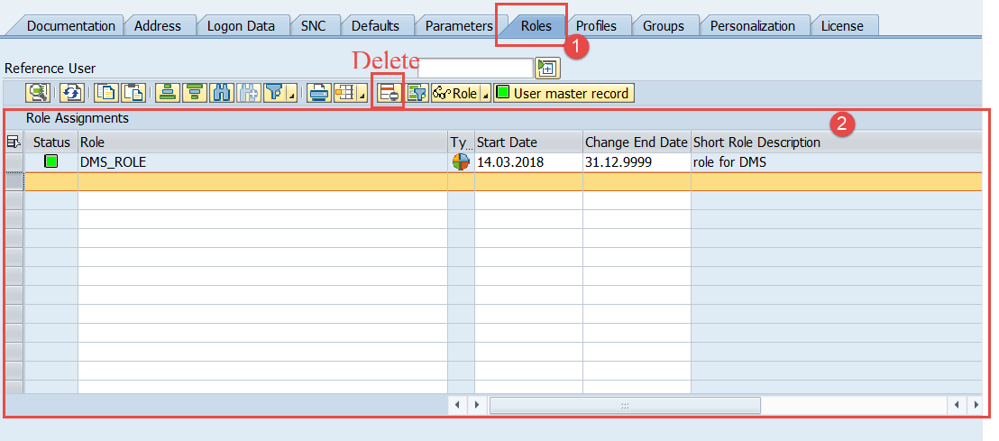 Documentation Address Logon Data SNC Defaults Parameters Roles Profiles Groups Personalization License
1
Reference User Delete
Role User master record
Role Assignments 2
Status Role Ty... Start Date Change End Date Short Role Description
DMS_ROLE 14.03.2018 31.12.9999 role for DMS